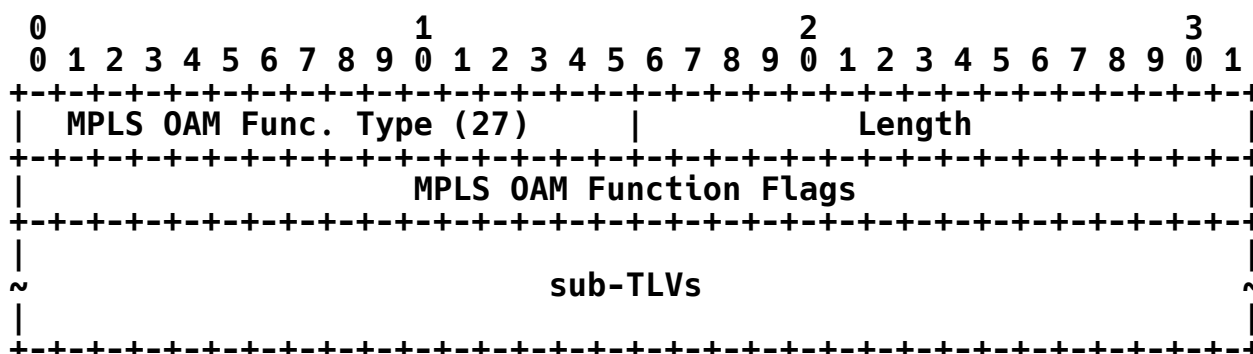 0                   1                   2                   3
 0 1 2 3 4 5 6 7 8 9 0 1 2 3 4 5 6 7 8 9 0 1 2 3 4 5 6 7 8 9 0 1
+-+-+-+-+-+-+-+-+-+-+-+-+-+-+-+-+-+-+-+-+-+-+-+-+-+-+-+-+-+-+-+-+
|  MPLS OAM Func. Type (27)     |           Length              |
+-+-+-+-+-+-+-+-+-+-+-+-+-+-+-+-+-+-+-+-+-+-+-+-+-+-+-+-+-+-+-+-+
|                    MPLS OAM Function Flags                    |
+-+-+-+-+-+-+-+-+-+-+-+-+-+-+-+-+-+-+-+-+-+-+-+-+-+-+-+-+-+-+-+-+
|                                                               |
~                           sub-TLVs                            ~
|                                                               |
+-+-+-+-+-+-+-+-+-+-+-+-+-+-+-+-+-+-+-+-+-+-+-+-+-+-+-+-+-+-+-+-+